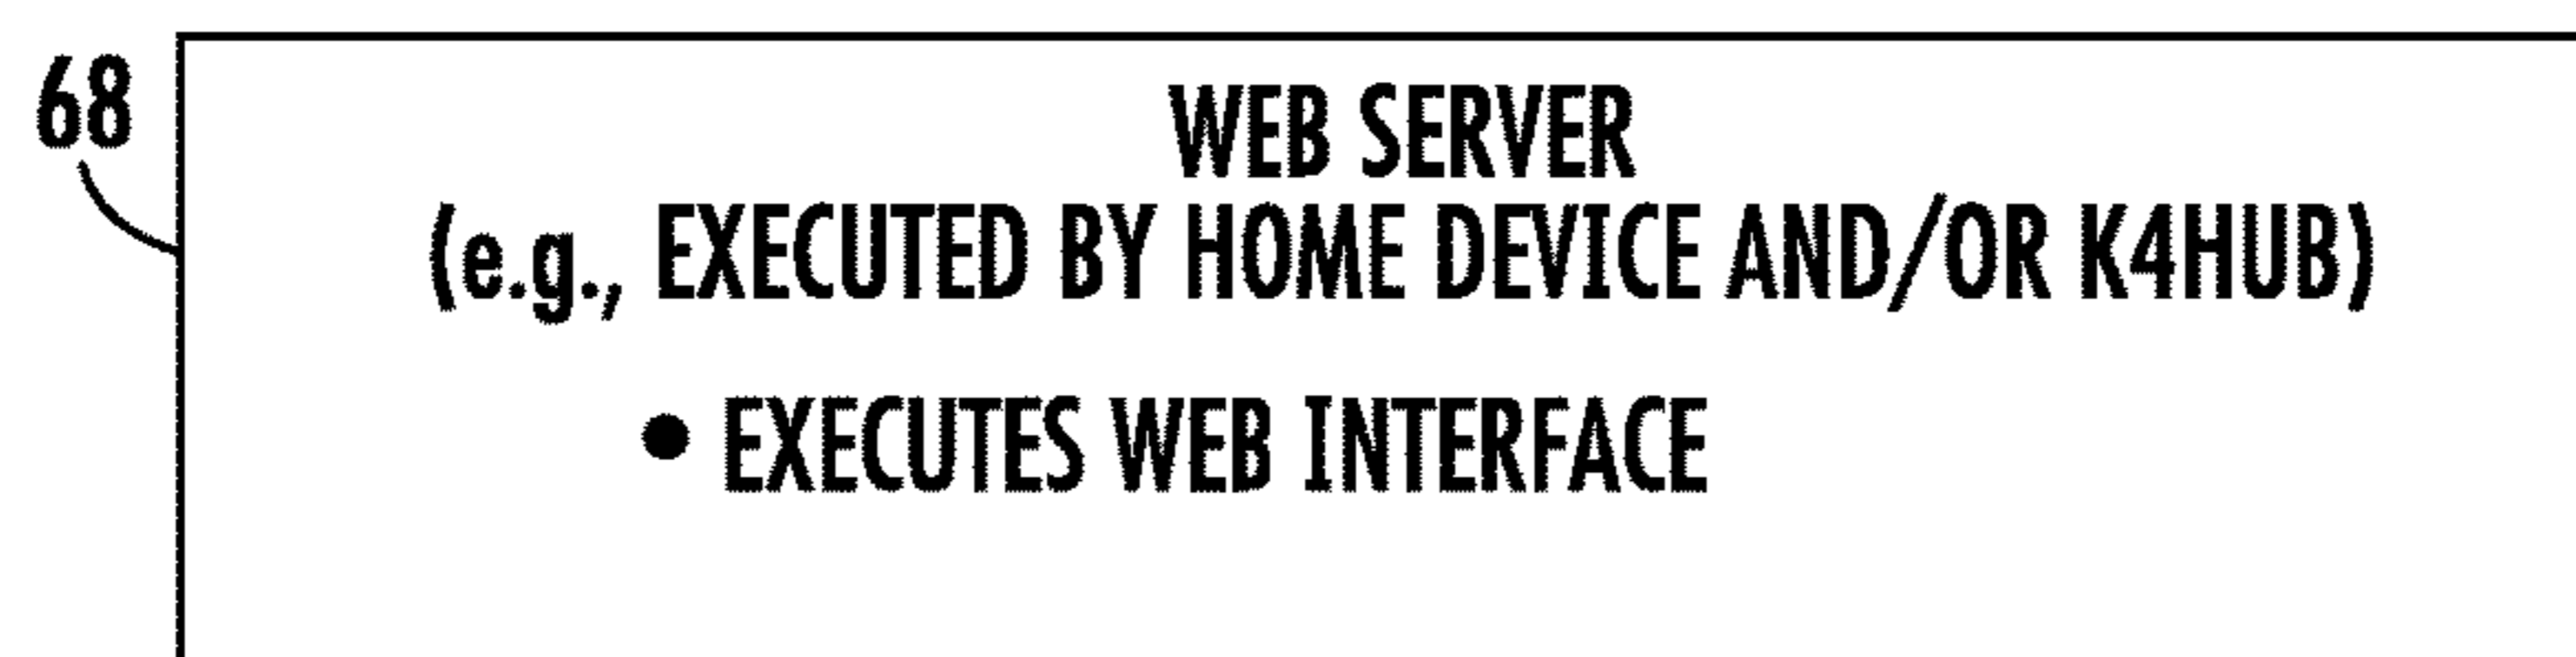 68
WEB SERVER
(e.g., EXECUTED BY HOME DEVICE AND/OR K4HUB)
• EXECUTES WEB INTERFACE